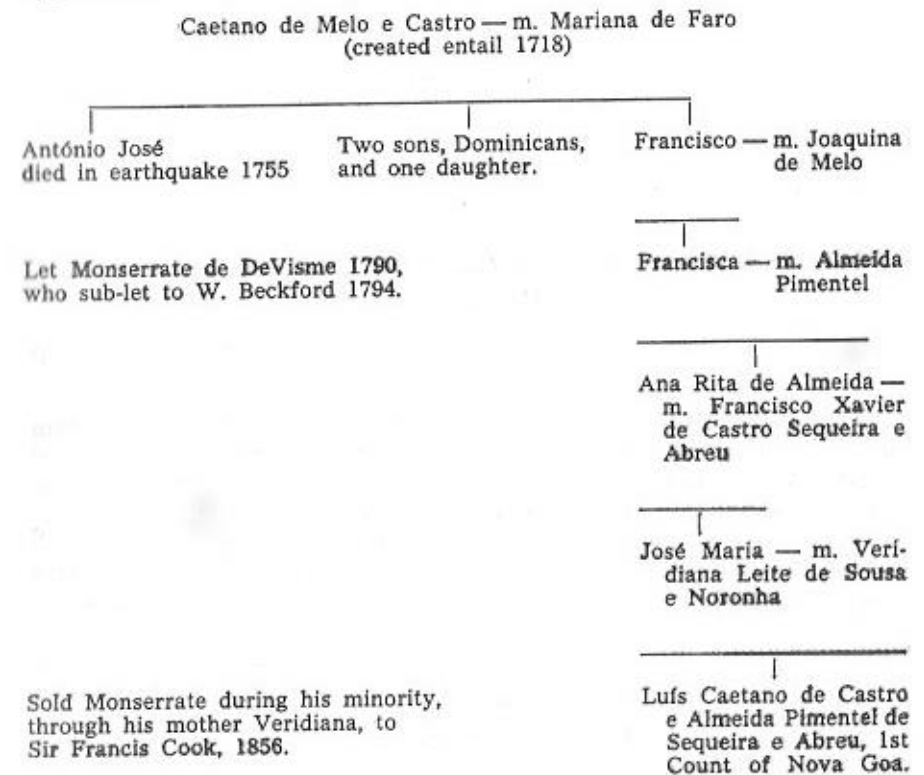 Caetano de Melo e Castro — m. Mariana de Faro
(created entail 1718)
António José
died in earthquake 1755
Two sons, Dominicans,
and one daughter.
Francisco — m. Joaquina
de Melo
Let Monserrate de DeVisme 1790,
who sub-let to W. Beckford 1794.
Francisca — m. Almeida
Pimentel
Ana Rita de Almeida —
m. Francisco Xavier
de Castro Sequeira e
Abreu
José Maria — m. Veri-
diana Leite de Sousa
e Noronha
Sold Monserrate during his minority,
through his mother Veridiana, to
Sir Francis Cook, 1856.
Luís Caetano de Castro
e Almeida Pimentel de
Sequeira e Abreu, 1st
Count of Nova Goa.